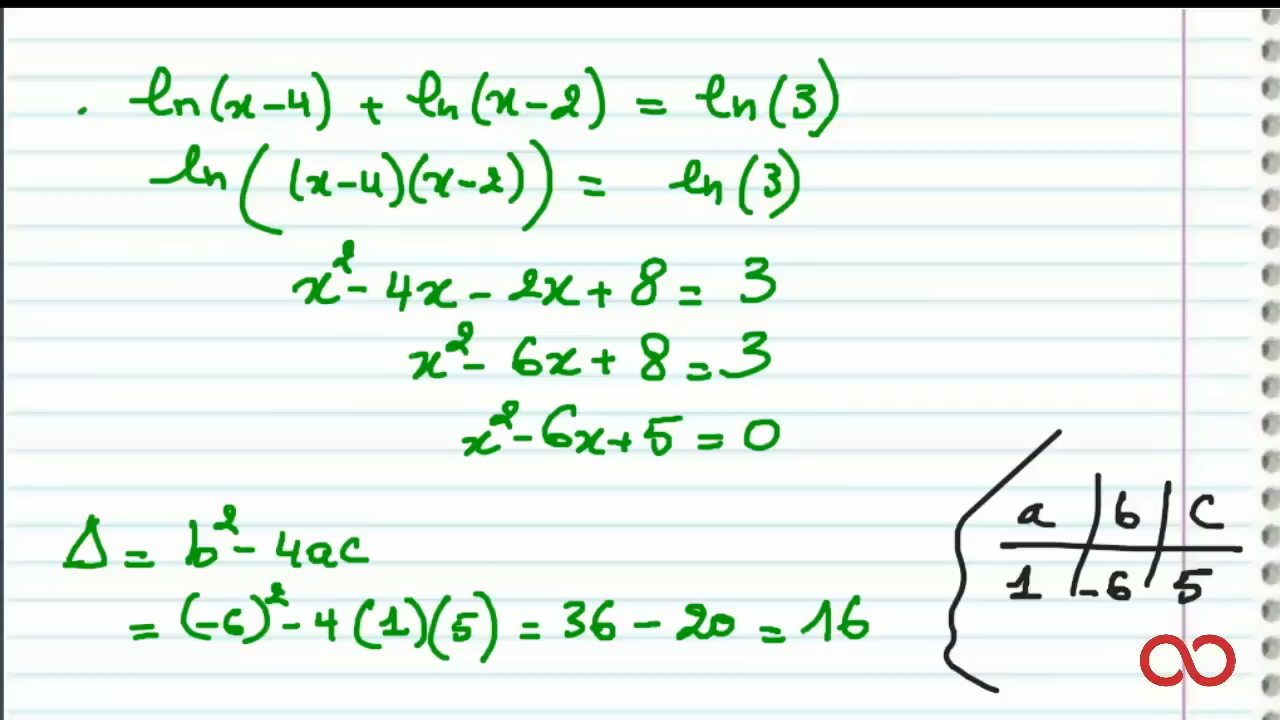 . ln(x-4) + ln(x-2) = ln(3)
ln((x-4)(x-2)) = ln(3)
x² - 4x - 2x + 8 = 3
x² - 6x + 8 = 3
x² - 6x + 5 = 0
Δ = b² - 4ac
= (-6)² - 4(1)(5) = 36 - 20 = 16
a | b | c
1 | -6 | 5